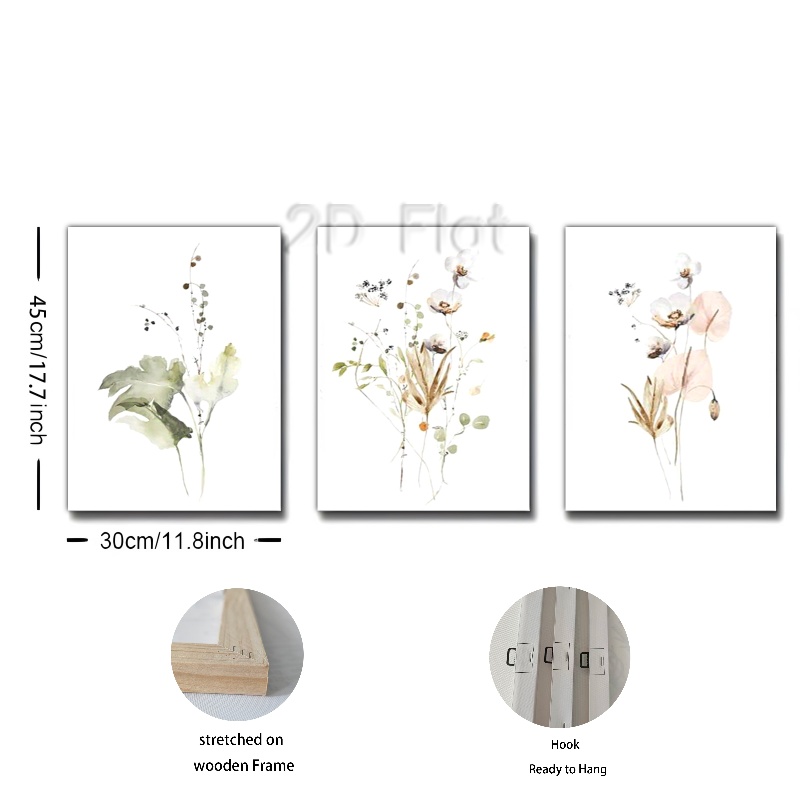 2D Flat
45cm/17.7inch
30cm/11.8inch
stretched on
wooden Frame
Hook
Ready to Hang